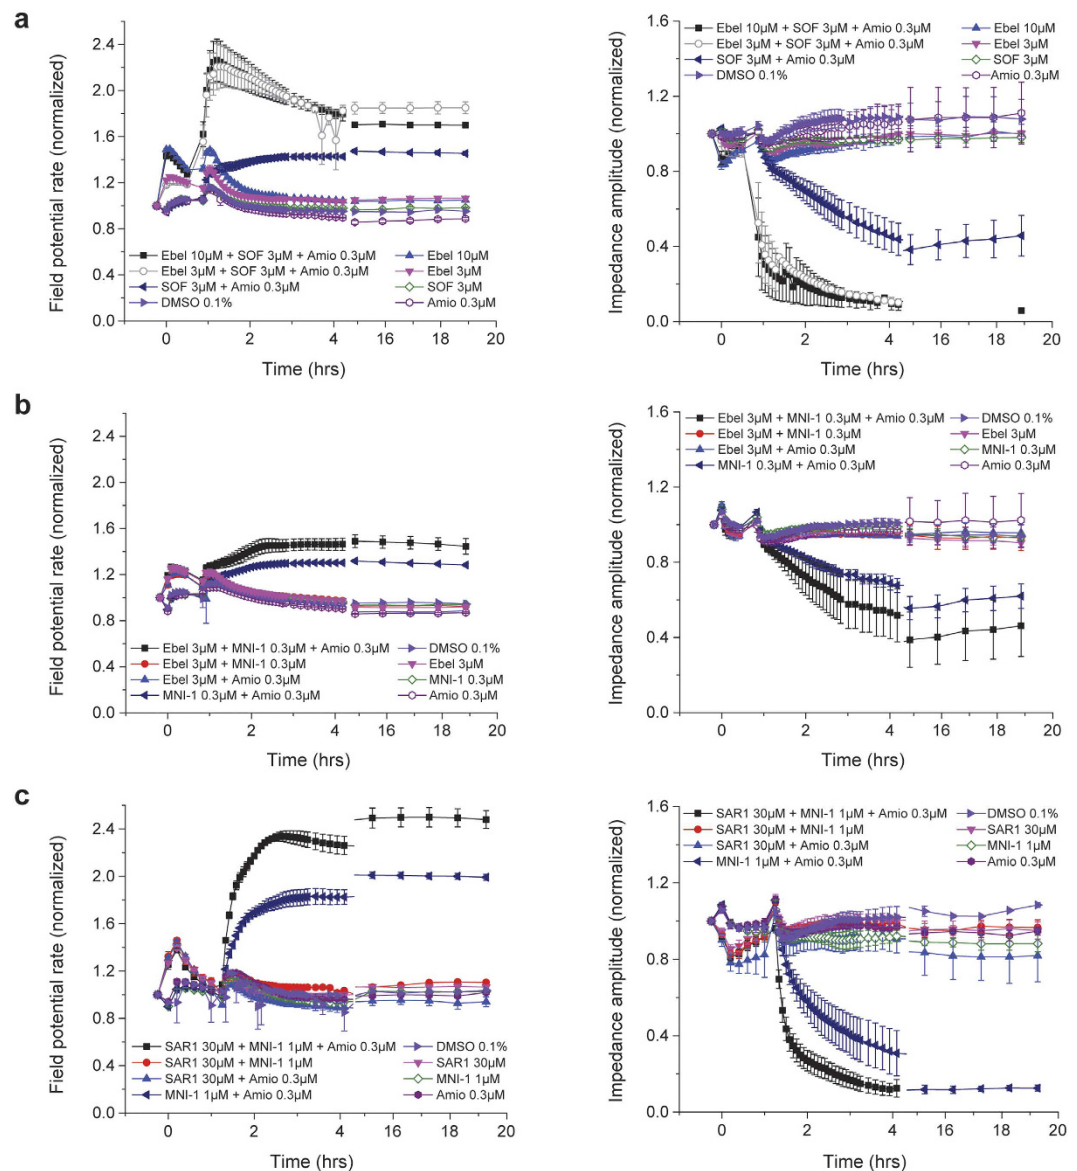 a
Field potential rate (normalized)
2.4
2.0
1.6
1.2
0.8
0.4
0.0
Ebel 10µM + SOF 3µM + Amio 0.3µM
Ebel 3µM + SOF 3µM + Amio 0.3µM
SOF 3µM + Amio 0.3µM
DMSO 0.1%
Ebel 10µM
Ebel 3µM
SOF 3µM
Amio 0.3µM
0 2 4 16 18 20
Time (hrs)
Impedance amplitude (normalized)
1.6
1.2
0.8
0.4
0.0
Ebel 10µM + SOF 3µM + Amio 0.3µM
Ebel 3µM + SOF 3µM + Amio 0.3µM
SOF 3µM + Amio 0.3µM
DMSO 0.1%
Ebel 10µM
Ebel 3µM
SOF 3µM
Amio 0.3µM
0 2 4 16 18 20
Time (hrs)
b
Field potential rate (normalized)
2.4
2.0
1.6
1.2
0.8
0.4
0.0
Ebel 3µM + MNI-1 0.3µM + Amio 0.3µM
Ebel 3µM + MNI-1 0.3µM
Ebel 3µM + Amio 0.3µM
MNI-1 0.3µM + Amio 0.3µM
DMSO 0.1%
Ebel 3µM
MNI-1 0.3µM
Amio 0.3µM
0 2 4 16 18 20
Time (hrs)
Impedance amplitude (normalized)
1.6
1.2
0.8
0.4
0.0
Ebel 3µM + MNI-1 0.3µM + Amio 0.3µM
Ebel 3µM + MNI-1 0.3µM
Ebel 3µM + Amio 0.3µM
MNI-1 0.3µM + Amio 0.3µM
DMSO 0.1%
Ebel 3µM
MNI-1 0.3µM
Amio 0.3µM
0 2 4 16 18 20
Time (hrs)
c
Field potential rate (normalized)
2.4
2.0
1.6
1.2
0.8
0.4
0.0
SAR1 30µM + MNI-1 1µM + Amio 0.3µM
SAR1 30µM + MNI-1 1µM
SAR1 30µM + Amio 0.3µM
MNI-1 1µM + Amio 0.3µM
DMSO 0.1%
SAR1 30µM
MNI-1 1µM
Amio 0.3µM
0 2 4 16 18 20
Time (hrs)
Impedance amplitude (normalized)
1.6
1.2
0.8
0.4
0.0
SAR1 30µM + MNI-1 1µM + Amio 0.3µM
SAR1 30µM + MNI-1 1µM
SAR1 30µM + Amio 0.3µM
MNI-1 1µM + Amio 0.3µM
DMSO 0.1%
SAR1 30µM
MNI-1 1µM
Amio 0.3µM
0 2 4 16 18 20
Time (hrs)